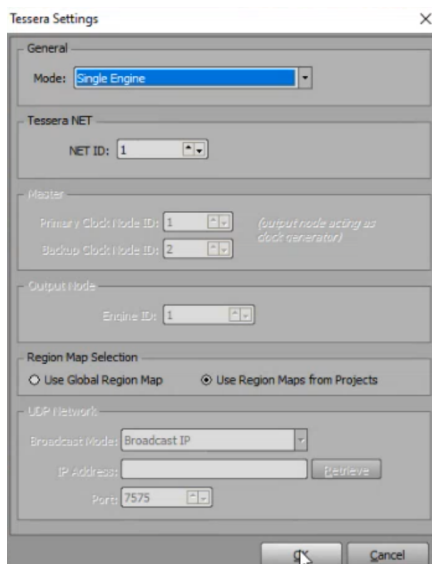 Tessera Settings
General
Mode: Single Engine
Tessera NET
NET ID: 1
Master
Primary Clock Node ID: 1 (output node acting as
clock generator)
Backup Clock Node ID: 2
Output Node
Engine ID: 1
Region Map Selection
Use Global Region Map Use Region Maps from Projects
UDP Network
Broadcast Mode: Broadcast IP
IP Address: Retrieve
Port: 7575
OK Cancel